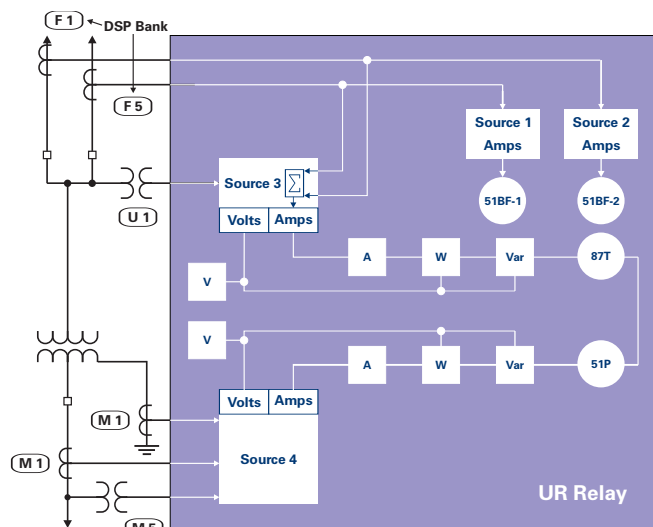 F 1
DSP Bank
F 5
Source 1
Amps
Source 2
Amps
Source 3
Σ
U 1
Volts
Amps
51BF-1
51BF-2
A
W
Var
87T
V
V
A
W
Var
51P
Volts
Amps
M 1
Source 4
M 1
UR Relay
M 5